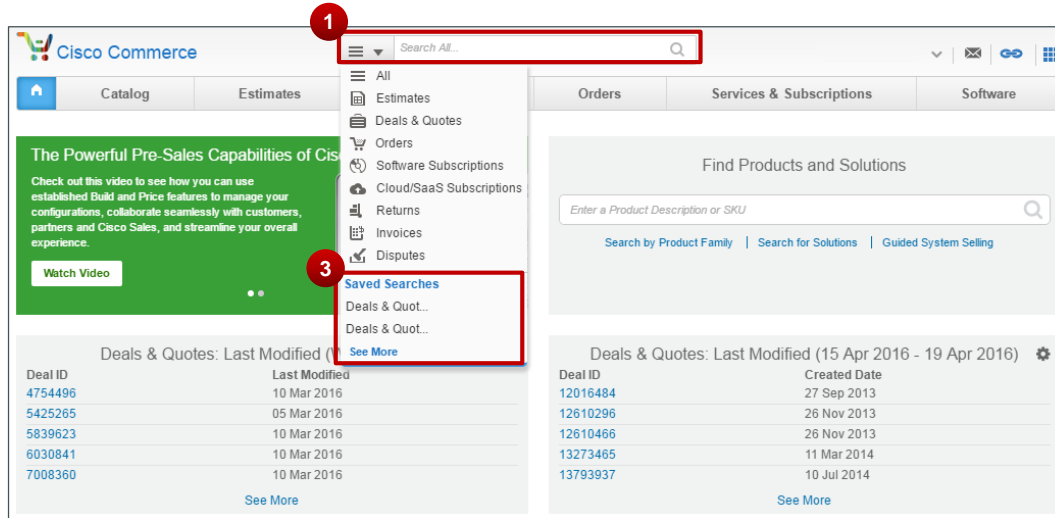 1
Cisco Commerce
Search All...
Catalog
Estimates
Orders
Services & Subscriptions
Software
All
Estimates
Deals & Quotes
Orders
Software Subscriptions
Cloud/SaaS Subscriptions
Returns
Invoices
Disputes
3
Saved Searches
Deals & Quot...
Deals & Quot...
See More
The Powerful Pre-Sales Capabilities of Cis
Check out this video to see how you can use
established Build and Price features to manage your
configurations, collaborate seamlessly with customers,
partners and Cisco Sales, and streamline your overall
experience.
Watch Video
Find Products and Solutions
Enter a Product Description or SKU
Search by Product Family | Search for Solutions | Guided System Selling
Deals & Quotes: Last Modified (
Deal ID Last Modified
4754496 10 Mar 2016
5425265 05 Mar 2016
5839623 10 Mar 2016
6030841 10 Mar 2016
7008360 10 Mar 2016
See More
Deals & Quotes: Last Modified (15 Apr 2016 - 19 Apr 2016)
Deal ID Created Date
12016484 27 Sep 2013
12610296 26 Nov 2013
12610466 26 Nov 2013
13273465 11 Mar 2014
13793937 10 Jul 2014
See More